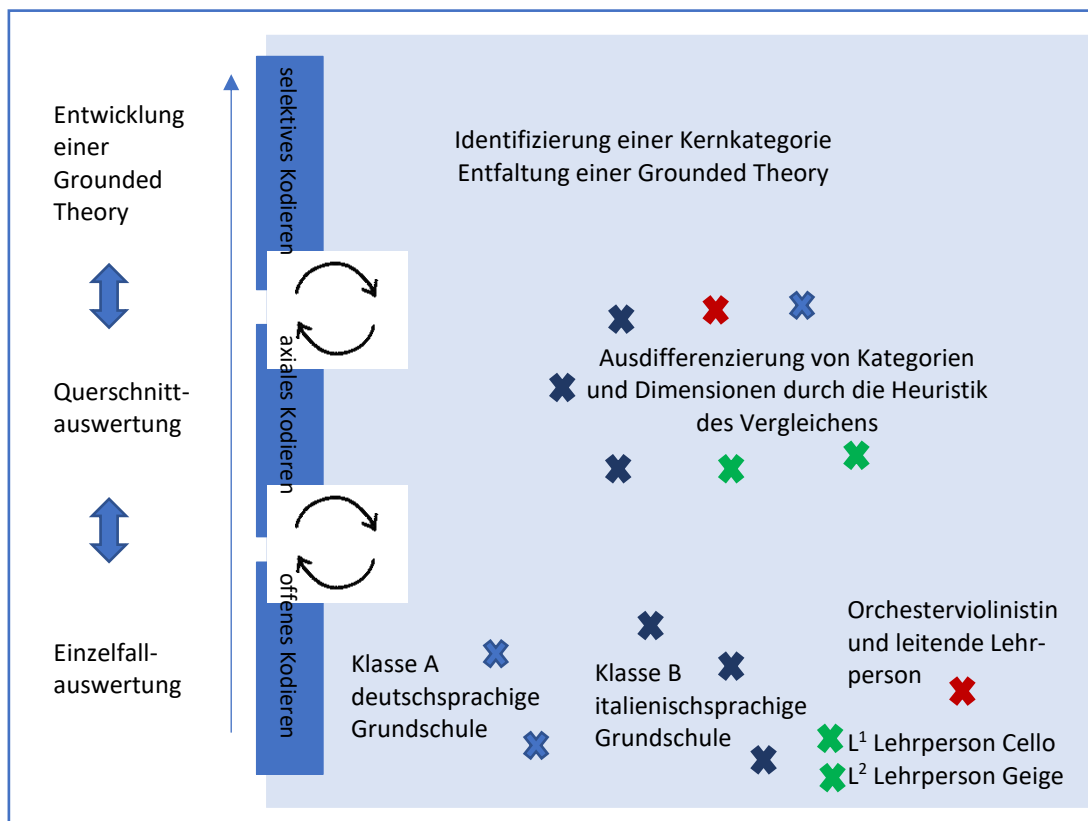 Entwicklung
einer
Grounded
Theory
Querschnitt-
auswertung
Einzelfall-
auswertung
selektives Kodieren
axiales Kodieren
offenes Kodieren
Identifizierung einer Kernkategorie
Entfaltung einer Grounded Theory
Ausdifferenzierung von Kategorien
und Dimensionen durch die Heuristik
des Vergleichens
Klasse A
deutschsprachige
Grundschule
Klasse B
italienischsprachige
Grundschule
Orchesterviolinistin
und leitende Lehr-
person
L¹ Lehrperson Cello
L² Lehrperson Geige